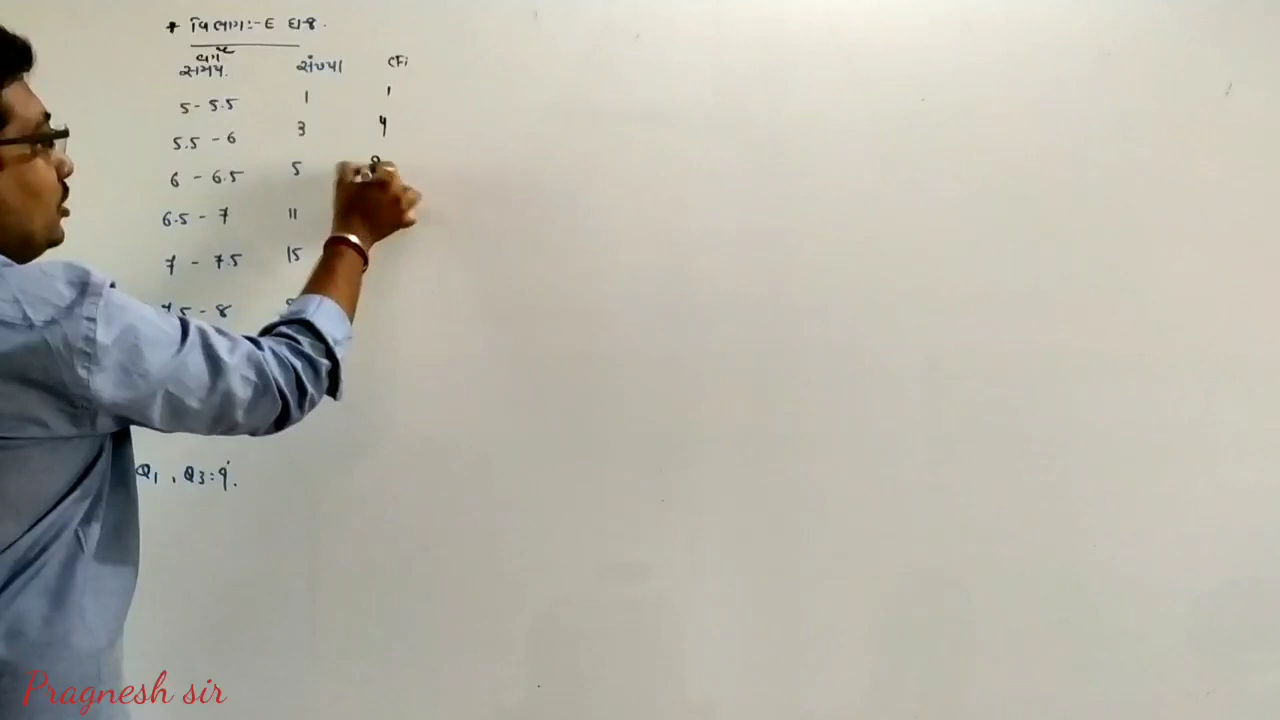 * વિભાગ:- E દા-8.
વર્ગ
સમય. સંખ્યા CFi
5 - 5.5 1 1
5.5 - 6 3 4
6 - 6.5 5 9
6.5 - 7 11
7 - 7.5 15
7.5 - 8
Q1 , Q3 = ?.
Pragnesh sir